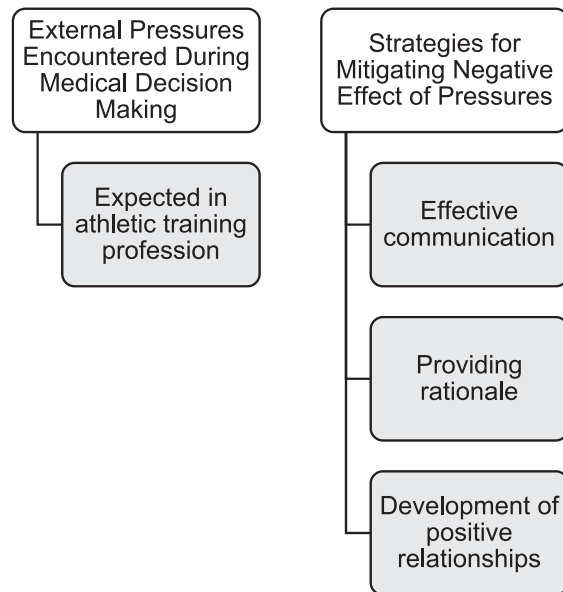 External Pressures
Encountered During
Medical Decision
Making
Expected in
athletic training
profession
Strategies for
Mitigating Negative
Effect of Pressures
Effective
communication
Providing
rationale
Development of
positive
relationships